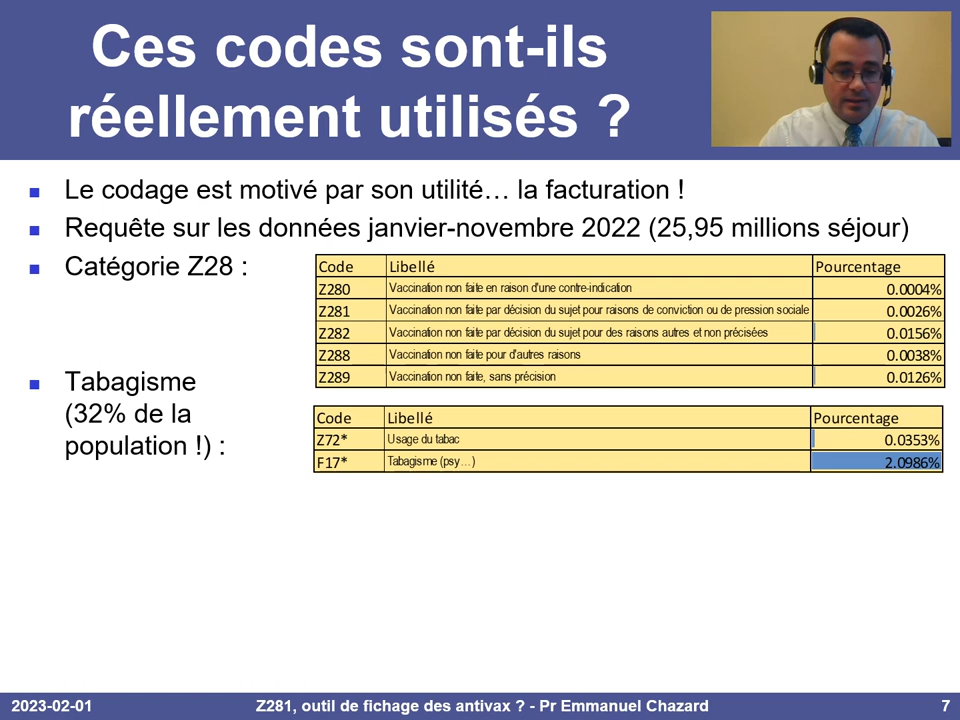 Ces codes sont-ils
réellement utilisés ?
Le codage est motivé par son utilité… la facturation !
Requête sur les données janvier-novembre 2022 (25,95 millions séjour)
Catégorie Z28 :
Code Libellé Pourcentage
Z280 Vaccination non faite en raison d'une contre-indication 0.0004%
Z281 Vaccination non faite par décision du sujet pour raisons de conviction ou de pression sociale 0.0026%
Z282 Vaccination non faite par décision du sujet pour des raisons autres et non précisées 0.0156%
Z288 Vaccination non faite pour d'autres raisons 0.0038%
Z289 Vaccination non faite, sans précision 0.0126%
Tabagisme
(32% de la
population !) :
Code Libellé Pourcentage
Z72* Usage du tabac 0.0353%
F17* Tabagisme (psy…) 2.0986%
2023-02-01 Z281, outil de fichage des antivax ? - Pr Emmanuel Chazard 7